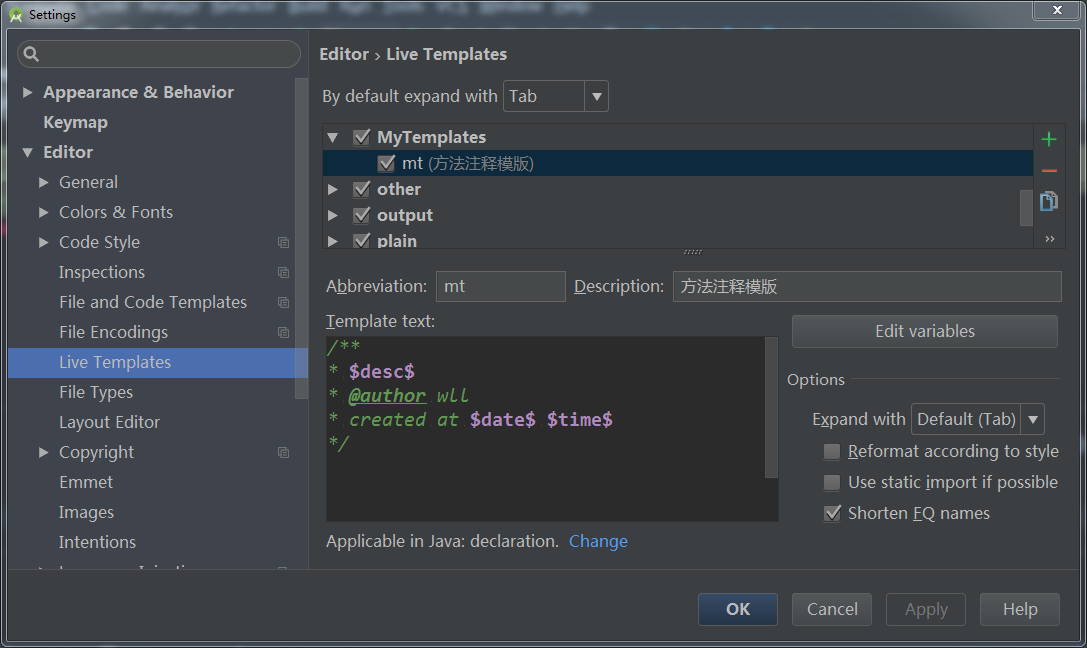 Settings
Editor › Live Templates
Appearance & Behavior
Keymap
Editor
General
Colors & Fonts
Code Style
Inspections
File and Code Templates
File Encodings
Live Templates
File Types
Layout Editor
Copyright
Emmet
Images
Intentions
By default expand with Tab
MyTemplates
mt (方法注释模版)
other
output
plain
Abbreviation: mt Description: 方法注释模版
Template text:
/**
* $desc$
* @author wll
* created at $date$ $time$
*/
Edit variables
Options
Expand with Default (Tab)
Reformat according to style
Use static import if possible
Shorten FQ names
Applicable in Java: declaration. Change
OK Cancel Apply Help